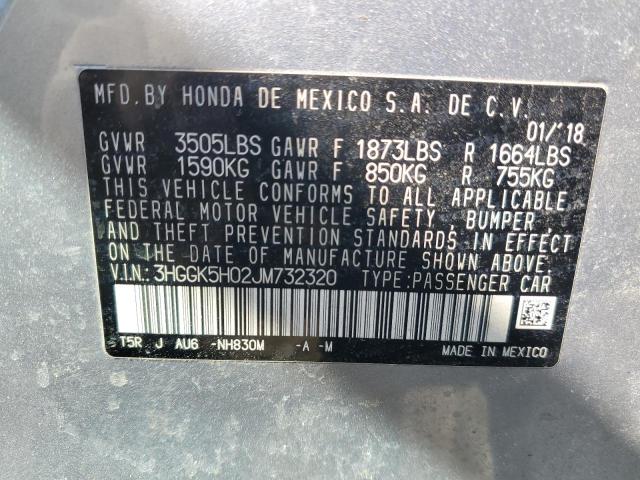 MFD. BY HONDA DE MEXICO S.A. DE C.V.
01/'18
GVWR 3505LBS GAWR F 1873LBS R 1664LBS
GVWR 1590KG GAWR F 850KG R 755KG
THIS VEHICLE CONFORMS TO ALL APPLICABLE
FEDERAL MOTOR VEHICLE SAFETY, BUMPER,
AND THEFT PREVENTION STANDARDS IN EFFECT
ON THE DATE OF MANUFACTURE SHOWN ABOVE.
V.I.N.: 3HGGK5H02JM732320 TYPE:PASSENGER CAR
T5R J AU6 -NH830M -A -M
MADE IN MEXICO